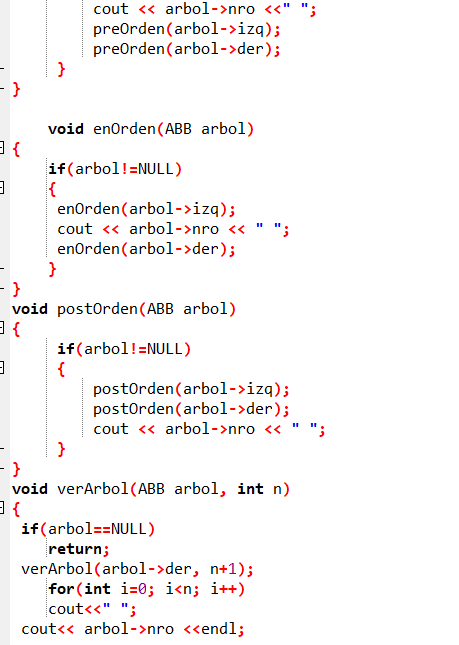 cout << arbol->nro <<" ";
preOrden(arbol->izq);
preOrden(arbol->der);
}
}
void enOrden(ABB arbol)
{
if(arbol!=NULL)
{
enOrden(arbol->izq);
cout << arbol->nro << " ";
enOrden(arbol->der);
}
}
void postOrden(ABB arbol)
{
if(arbol!=NULL)
{
postOrden(arbol->izq);
postOrden(arbol->der);
cout << arbol->nro << " ";
}
}
void verArbol(ABB arbol, int n)
{
if(arbol==NULL)
return;
verArbol(arbol->der, n+1);
for(int i=0; i<n; i++)
cout<<" ";
cout<< arbol->nro <<endl;